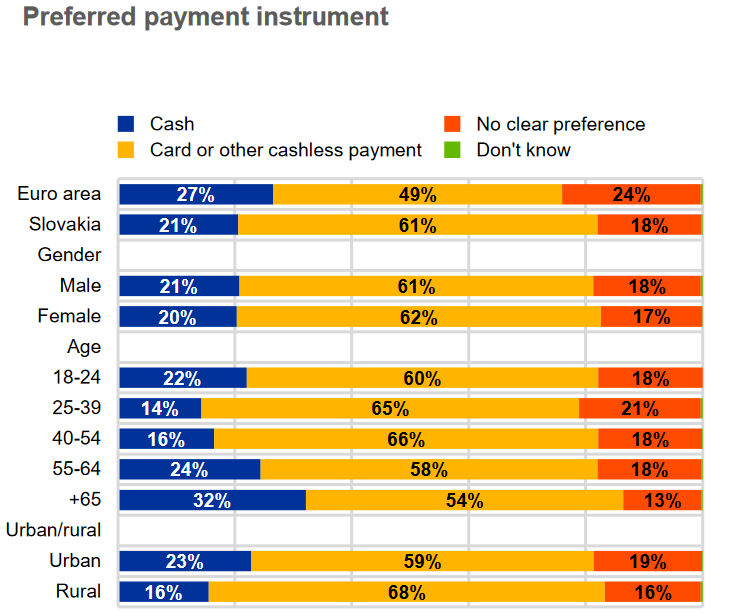 Preferred payment instrument
Cash
No clear preference
Card or other cashless payment
Don't know
Euro area 27% 49% 24%
Slovakia 21% 61% 18%
Gender
Male 21% 61% 18%
Female 20% 62% 17%
Age
18-24 22% 60% 18%
25-39 14% 65% 21%
40-54 16% 66% 18%
55-64 24% 58% 18%
+65 32% 54% 13%
Urban/rural
Urban 23% 59% 19%
Rural 16% 68% 16%